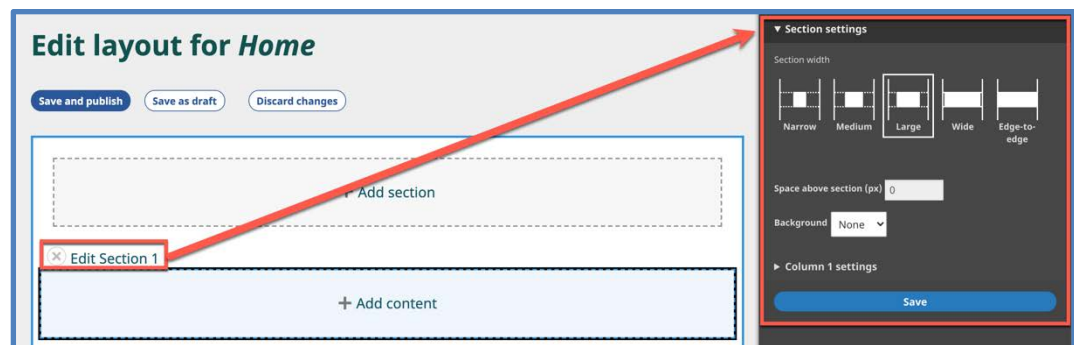 Edit layout for Home
Save and publish
Save as draft
Discard changes
+ Add section
Edit Section 1
+ Add content
▼ Section settings
Section width
Narrow
Medium
Large
Wide
Edge-to-
edge
Space above section (px) 0
Background None
▶ Column 1 settings
Save